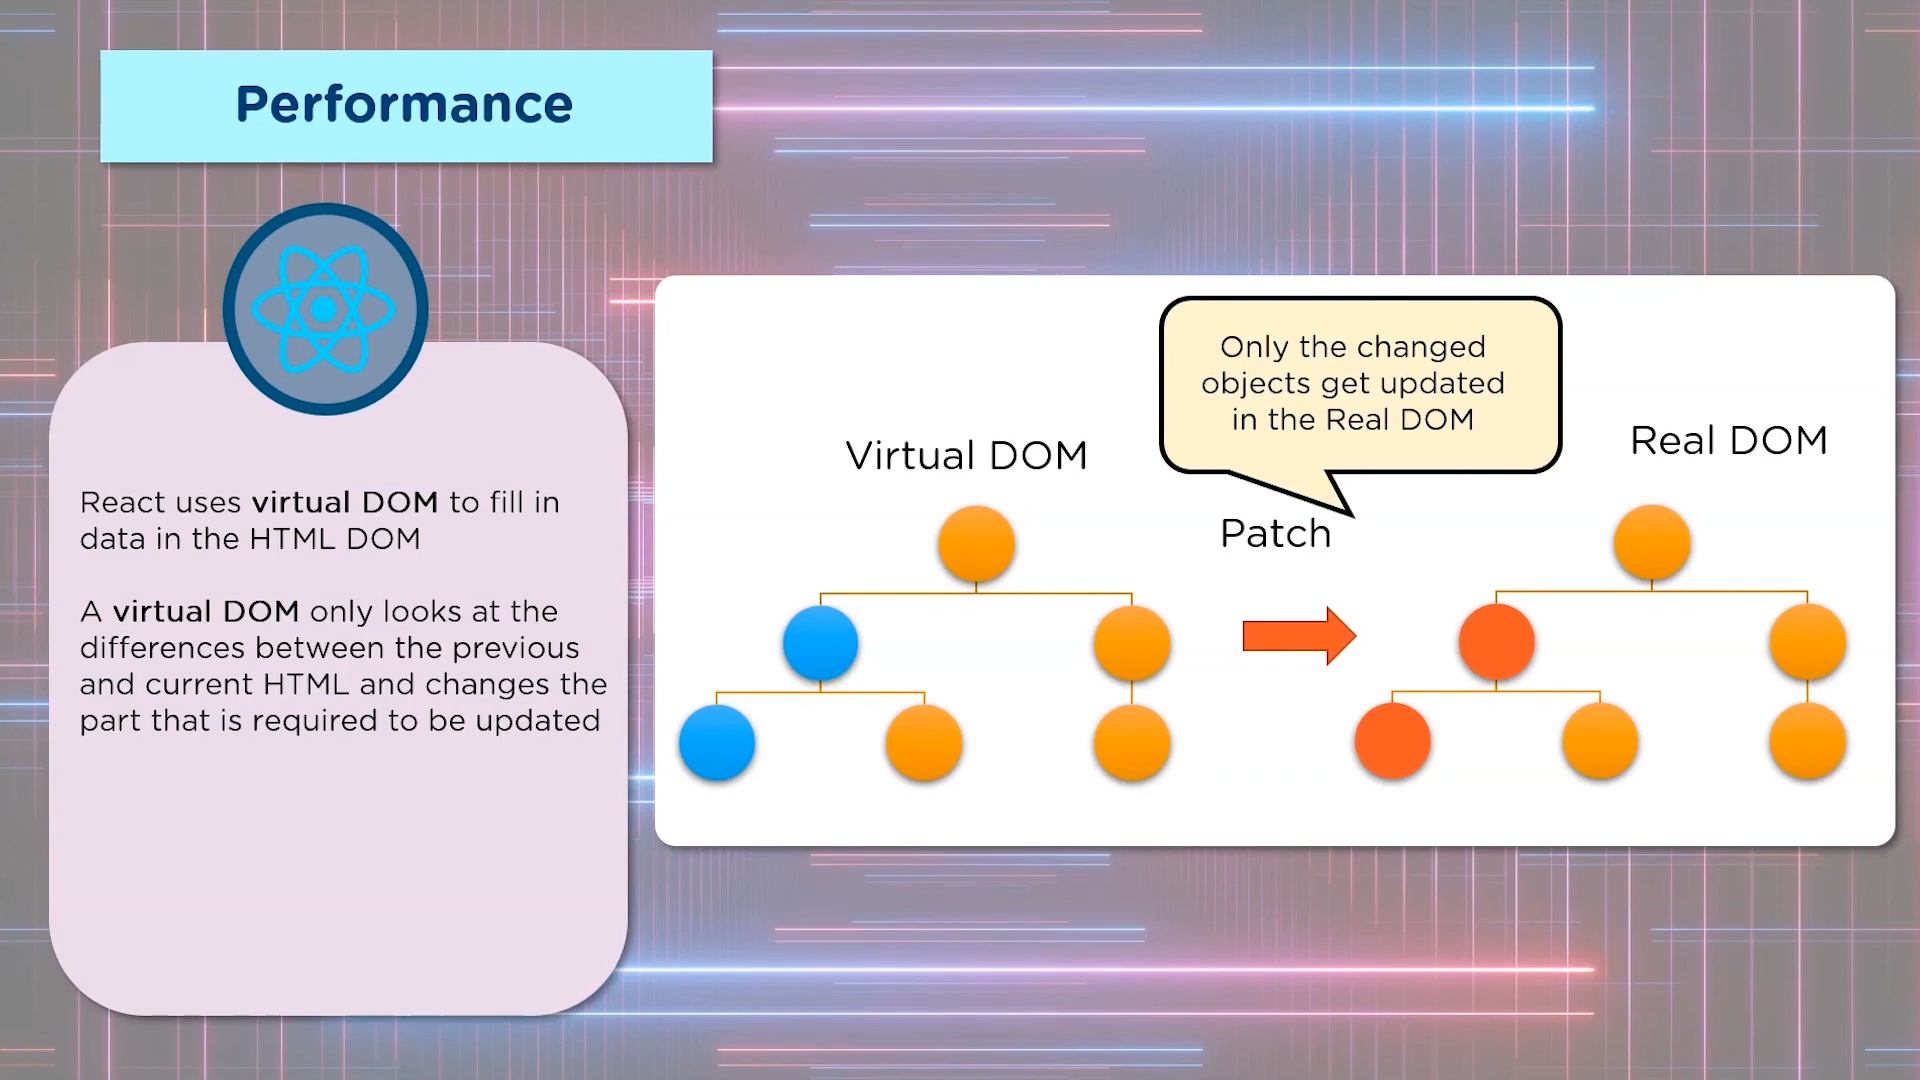 Performance
React uses virtual DOM to fill in
data in the HTML DOM
A virtual DOM only looks at the
differences between the previous
and current HTML and changes the
part that is required to be updated
Only the changed
objects get updated
in the Real DOM
Virtual DOM
Real DOM
Patch